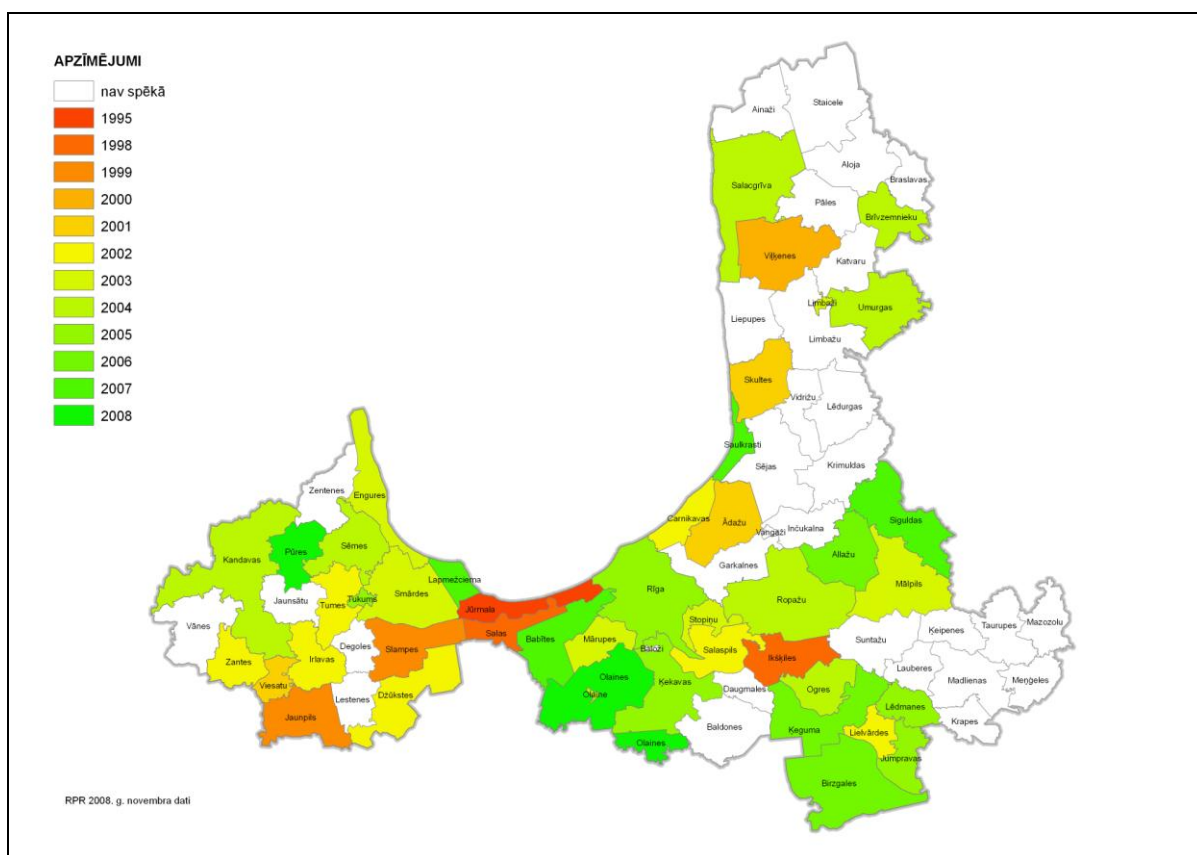 APZĪMĒJUMI
nav spēkā
1995
1998
1999
2000
2001
2002
2003
2004
2005
2006
2007
2008
Ainaži
Staicele
Aloja
Braslavas
Salacgrīva
Pāles
Brīvzemnieku
Viļķenes
Katvaru
Limbaži
Umurgas
Liepupes
Limbažu
Skultes
Vidrižu
Lēdurgas
Saulkrasti
Sējas
Krimuldas
Zentenes
Engures
Carnikavas
Ādažu
Vangaži
Inčukalna
Siguldas
Kandavas
Pūres
Sēmes
Allažu
Garkalnes
Lapmežciema
Mālpils
Jaunsātu
Tumes
Tukums
Smārdes
Rīga
Ropažu
Vānes
Jūrmala
Stopiņu
Salas
Babītes
Mārupes
Baloži
Salaspils
Ikšķiles
Suntažu
Ķeipenes
Taurupes
Mazozolu
Degoles
Slampes
Zantes
Irlavas
Lauberes
Madlienas
Meņģeles
Viesatu
Olaines
Olaine
Ķekavas
Daugmales
Ogres
Lestenes
Džūkstes
Lēdmanes
Jaunpils
Baldones
Ķeguma
Lielvārdes
Krapes
Olaines
Jumpravas
Birzgales
RPR 2008. g. novembra dati